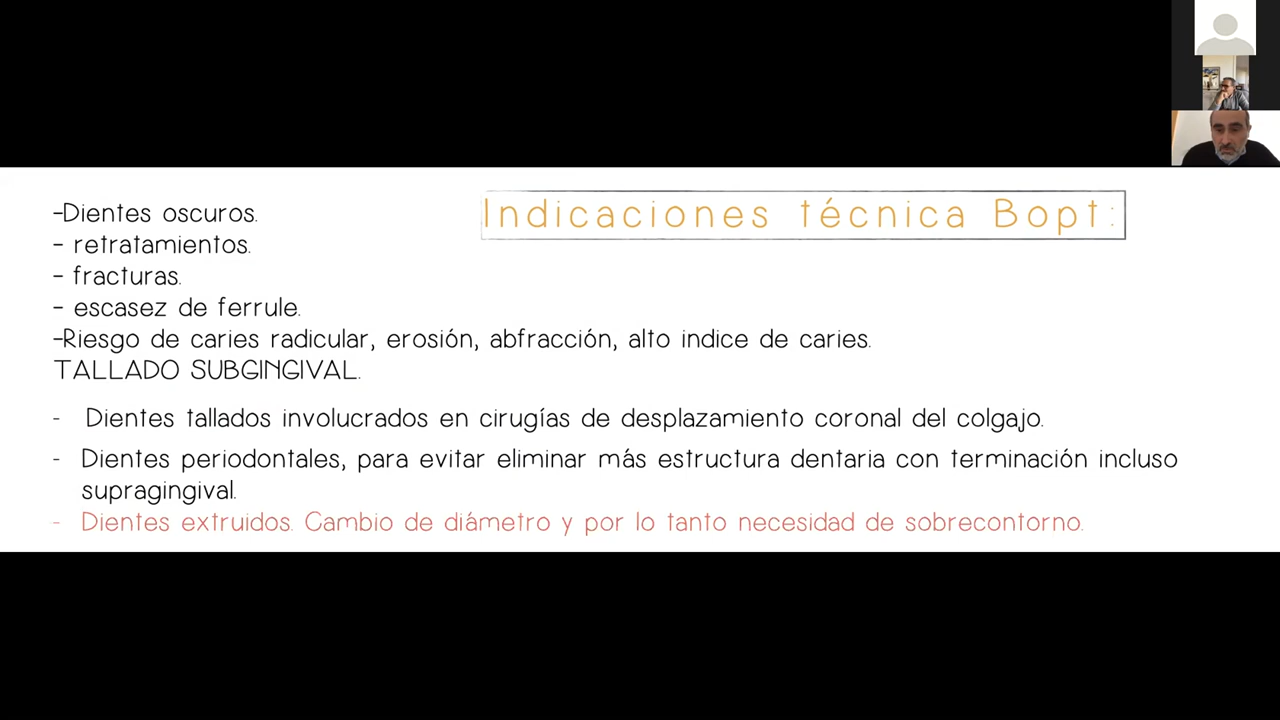 Indicaciones técnica Bopt:
-Dientes oscuros.
- retratamientos.
- fracturas.
- escasez de ferrule.
-Riesgo de caries radicular, erosión, abfracción, alto indice de caries.
TALLADO SUBGINGIVAL.
- Dientes tallados involucrados en cirugías de desplazamiento coronal del colgajo.
- Dientes periodontales, para evitar eliminar más estructura dentaria con terminación incluso
supragingival.
- Dientes extruidos. Cambio de diámetro y por lo tanto necesidad de sobrecontorno.